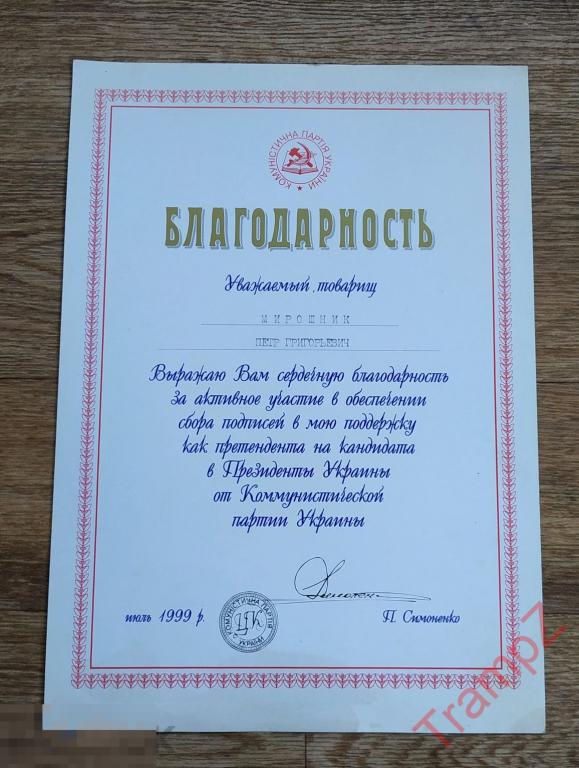 КОМУНІСТИЧНА ПАРТІЯ УКРАЇНИ
БЛАГОДАРНОСТЬ
Уважаемый товарищ
МИРОШНИК
ПЕТР ГРИГОРЬЕВИЧ
Выражаю Вам сердечную благодарность
за активное участие в обеспечении
сбора подписей в мою поддержку
как претендента на кандидата
в Президенты Украины
от Коммунистической
партии Украины
июль 1999 р.
КОМУНІСТИЧНА ПАРТІЯ УКРАЇНИ
ЦК
П. Симоненко
TrampZ